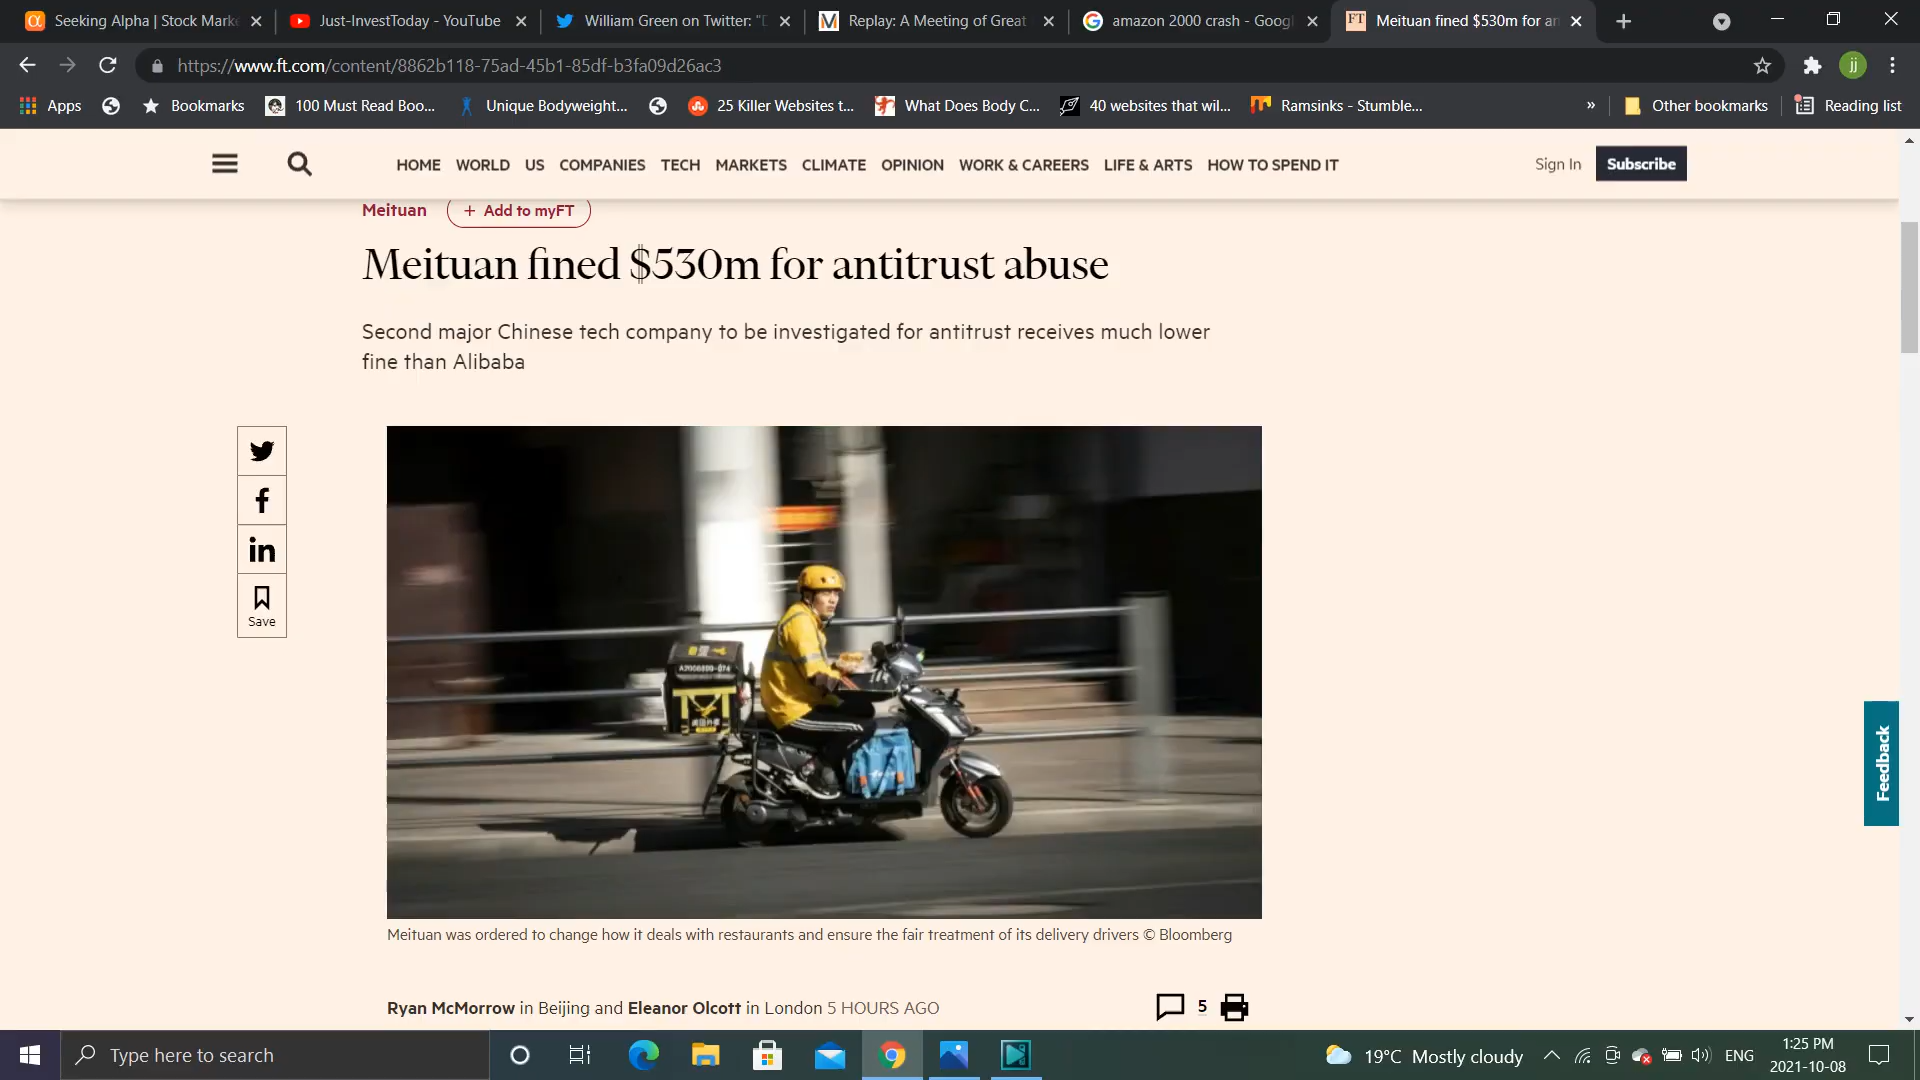 Seeking Alpha | Stock Mark
Just-InvestToday - YouTube
William Green on Twitter: "D
Replay: A Meeting of Great
amazon 2000 crash - Googl
FT
Meituan fined $530m for an
https://www.ft.com/content/8862b118-75ad-45b1-85df-b3fa09d26ac3
jj
Apps
Bookmarks
100 Must Read Boo...
Unique Bodyweight...
25 Killer Websites t...
What Does Body C...
40 websites that wil...
Ramsinks - Stumble...
»
Other bookmarks
Reading list
HOME WORLD US COMPANIES TECH MARKETS CLIMATE OPINION WORK & CAREERS LIFE & ARTS HOW TO SPEND IT
Sign In
Subscribe
Meituan
+ Add to myFT
Meituan fined $530m for antitrust abuse
Second major Chinese tech company to be investigated for antitrust receives much lower
fine than Alibaba
Save
美团外卖
Feedback
Meituan was ordered to change how it deals with restaurants and ensure the fair treatment of its delivery drivers © Bloomberg
Ryan McMorrow in Beijing and Eleanor Olcott in London 5 HOURS AGO
5
Type here to search
19°C Mostly cloudy
ENG
1:25 PM
2021-10-08